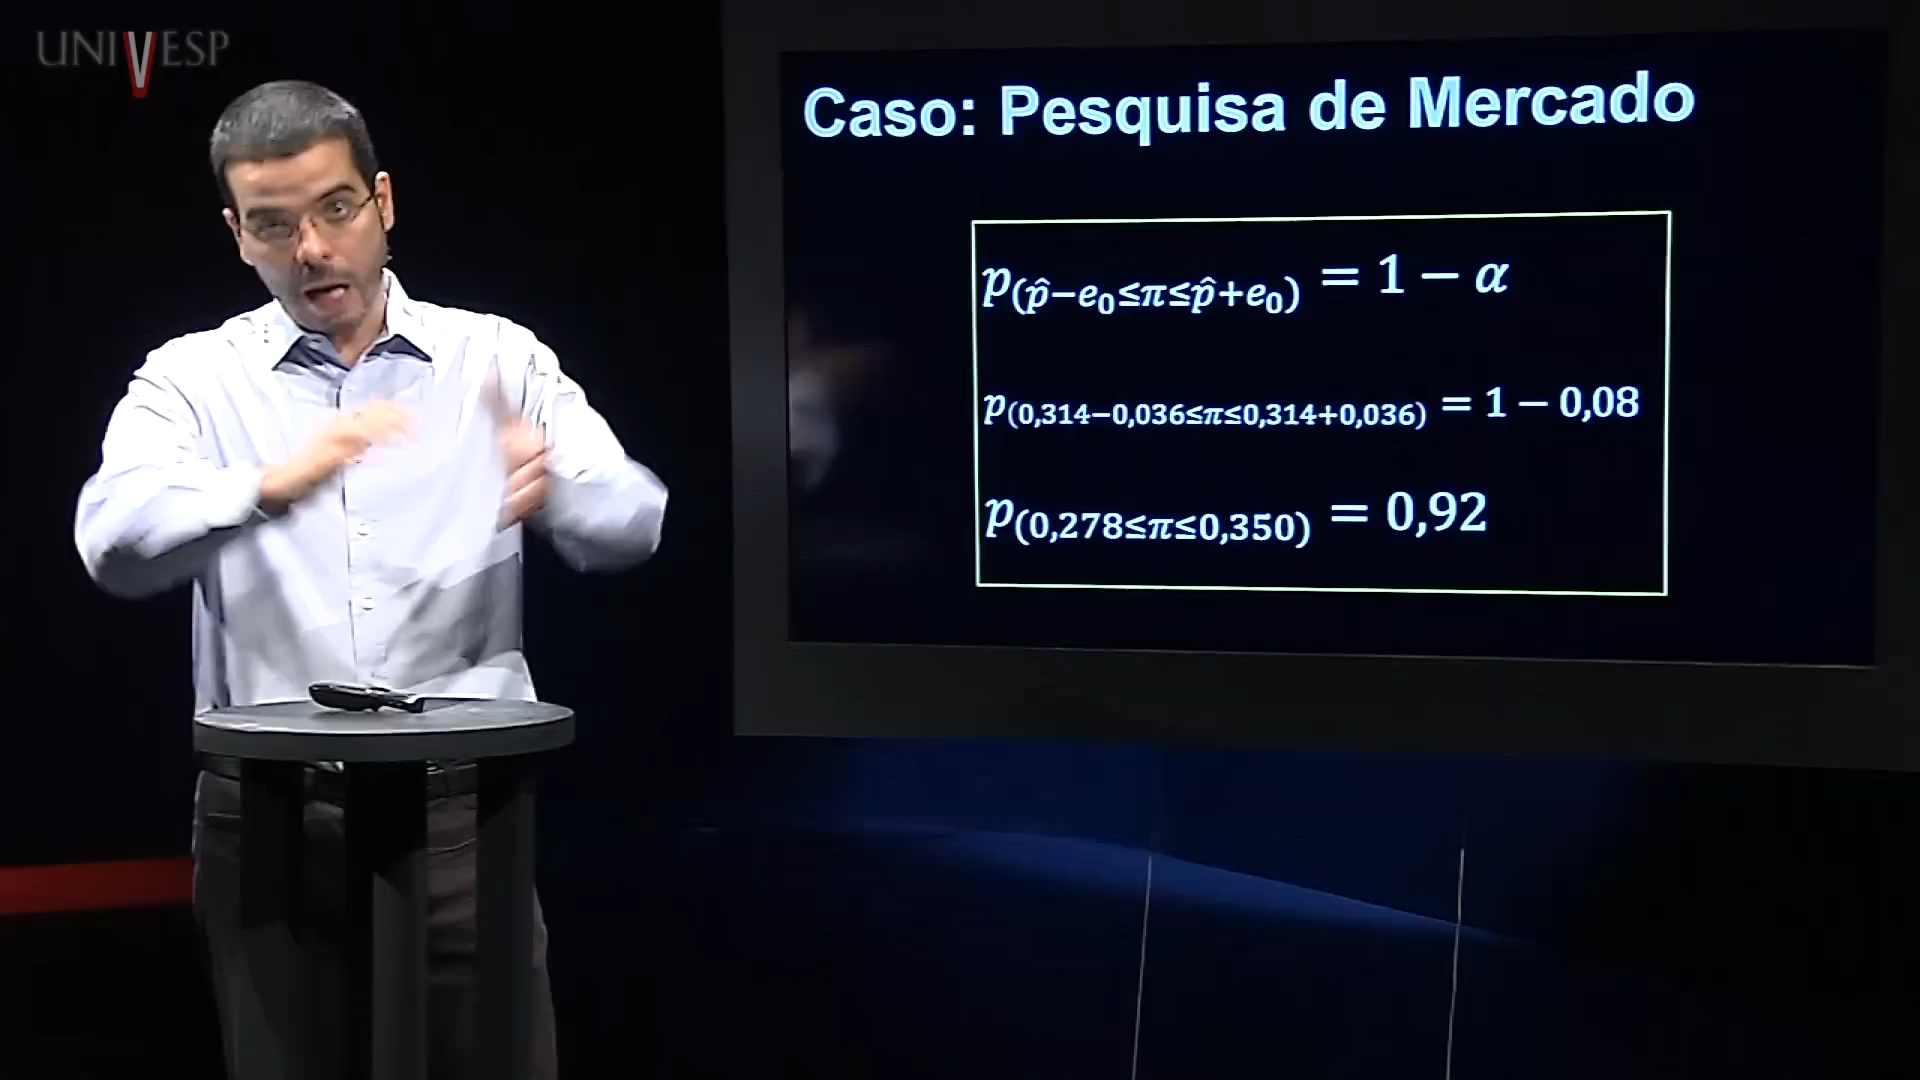 UNIVESP
Caso: Pesquisa de Mercado
p(p̂−e₀≤π≤p̂+e₀) = 1 − α
p(0,314−0,036≤π≤0,314+0,036) = 1 − 0,08
p(0,278≤π≤0,350) = 0,92